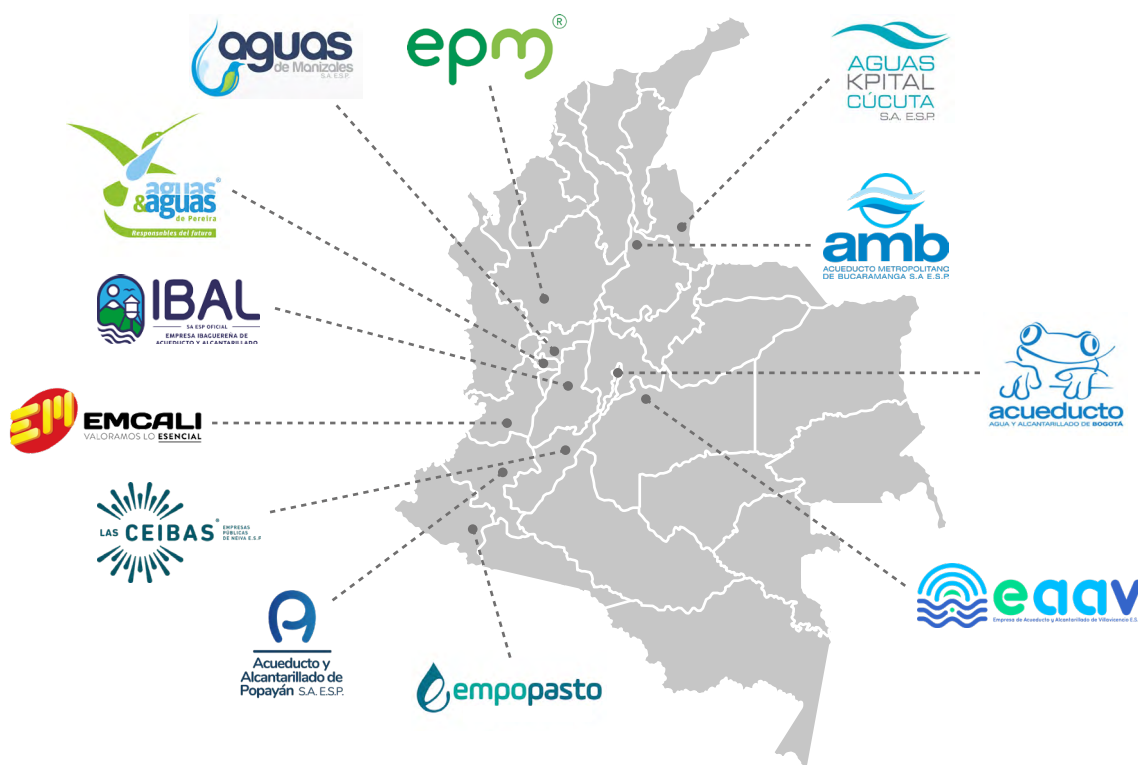 aguas
de Manizales
S.A E.S.P.
epm®
AGUAS
KPITAL
CÚCUTA
S.A. E.S.P.
aguas®
&aguas
de Pereira
Responsables del futuro
amb
ACUEDUCTO METROPOLITANO
DE BUCARAMANGA S.A E.S.P
IBAL
SA ESP OFICIAL
EMPRESA IBAGUEREÑA DE
ACUEDUCTO Y ALCANTARILLADO
acueducto
AGUA Y ALCANTARILLADO DE BOGOTÁ
EMCALI
VALORAMOS LO ESENCIAL
LAS CEIBAS®
EMPRESAS
PÚBLICAS
DE NEIVA E.S.P
eaav
Empresa de Acueducto y Alcantarillado de Villavicencio E.S.
Acueducto y
Alcantarillado de
Popayán S.A. E.S.P.
empopasto